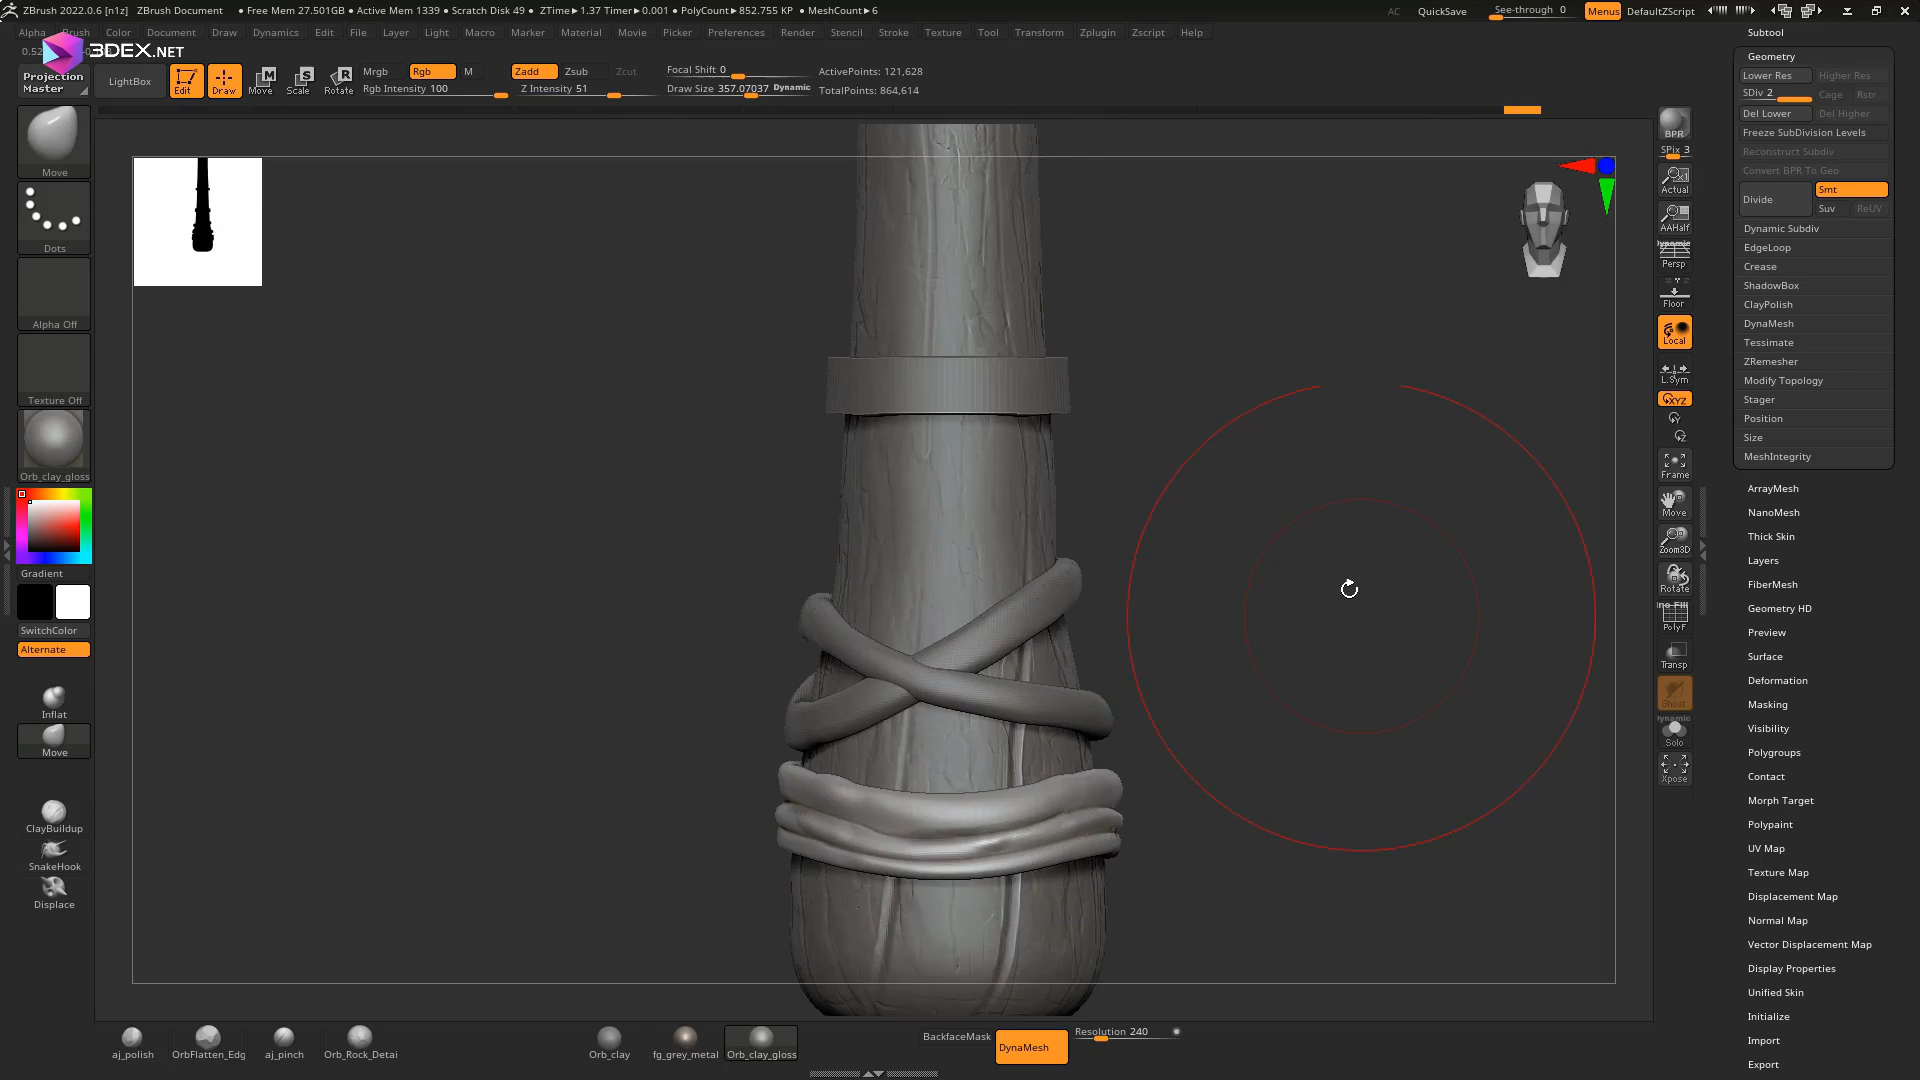 ZBrush 2022.0.6 [n1z] ZBrush Document • Free Mem 27.501GB • Active Mem 1339 • Scratch Disk 49 • ZTime►1.37 Timer►0.001 • PolyCount►852.755 KP • MeshCount►6 AC QuickSave See-through 0 Menus DefaultZScript
Alpha Brush Color Document Draw Dynamics Edit File Layer Light Macro Marker Material Movie Picker Preferences Render Stencil Stroke Texture Tool Transform Zplugin Zscript Help
3DEX.NET
Projection Master
LightBox
Edit
Draw
Move
Scale
Rotate
Mrgb Rgb M
Rgb Intensity 100
Zadd Zsub Zcut
Z Intensity 51
Focal Shift 0
Draw Size 357.07037 Dynamic
ActivePoints: 121,628
TotalPoints: 864,614
Move
Dots
Alpha Off
Texture Off
Orb_clay_gloss
Gradient
SwitchColor
Alternate
Inflat
Move
ClayBuildup
SnakeHook
Displace
BPR
SPix 3
Actual
AAHalf
Dynamic
Persp
Floor
Local
L.Sym
XYZ
Y
Z
Frame
Move
Zoom3D
Rotate
PolyF
Transp
Ghost
Dynamic
Solo
Xpose
Subtool
Geometry
Lower Res Higher Res
SDiv 2 Cage Rstr
Del Lower Del Higher
Freeze SubDivision Levels
Reconstruct Subdiv
Convert BPR To Geo
Divide Smt
Suv ReUV
Dynamic Subdiv
EdgeLoop
Crease
ShadowBox
ClayPolish
DynaMesh
Tessimate
ZRemesher
Modify Topology
Stager
Position
Size
MeshIntegrity
ArrayMesh
NanoMesh
Thick Skin
Layers
FiberMesh
Geometry HD
Preview
Surface
Deformation
Masking
Visibility
Polygroups
Contact
Morph Target
Polypaint
UV Map
Texture Map
Displacement Map
Normal Map
Vector Displacement Map
Display Properties
Unified Skin
Initialize
Import
Export
aj_polish OrbFlatten_Edg aj_pinch Orb_Rock_Detai Orb_clay fg_grey_metal Orb_clay_gloss
BackfaceMask DynaMesh Resolution 240